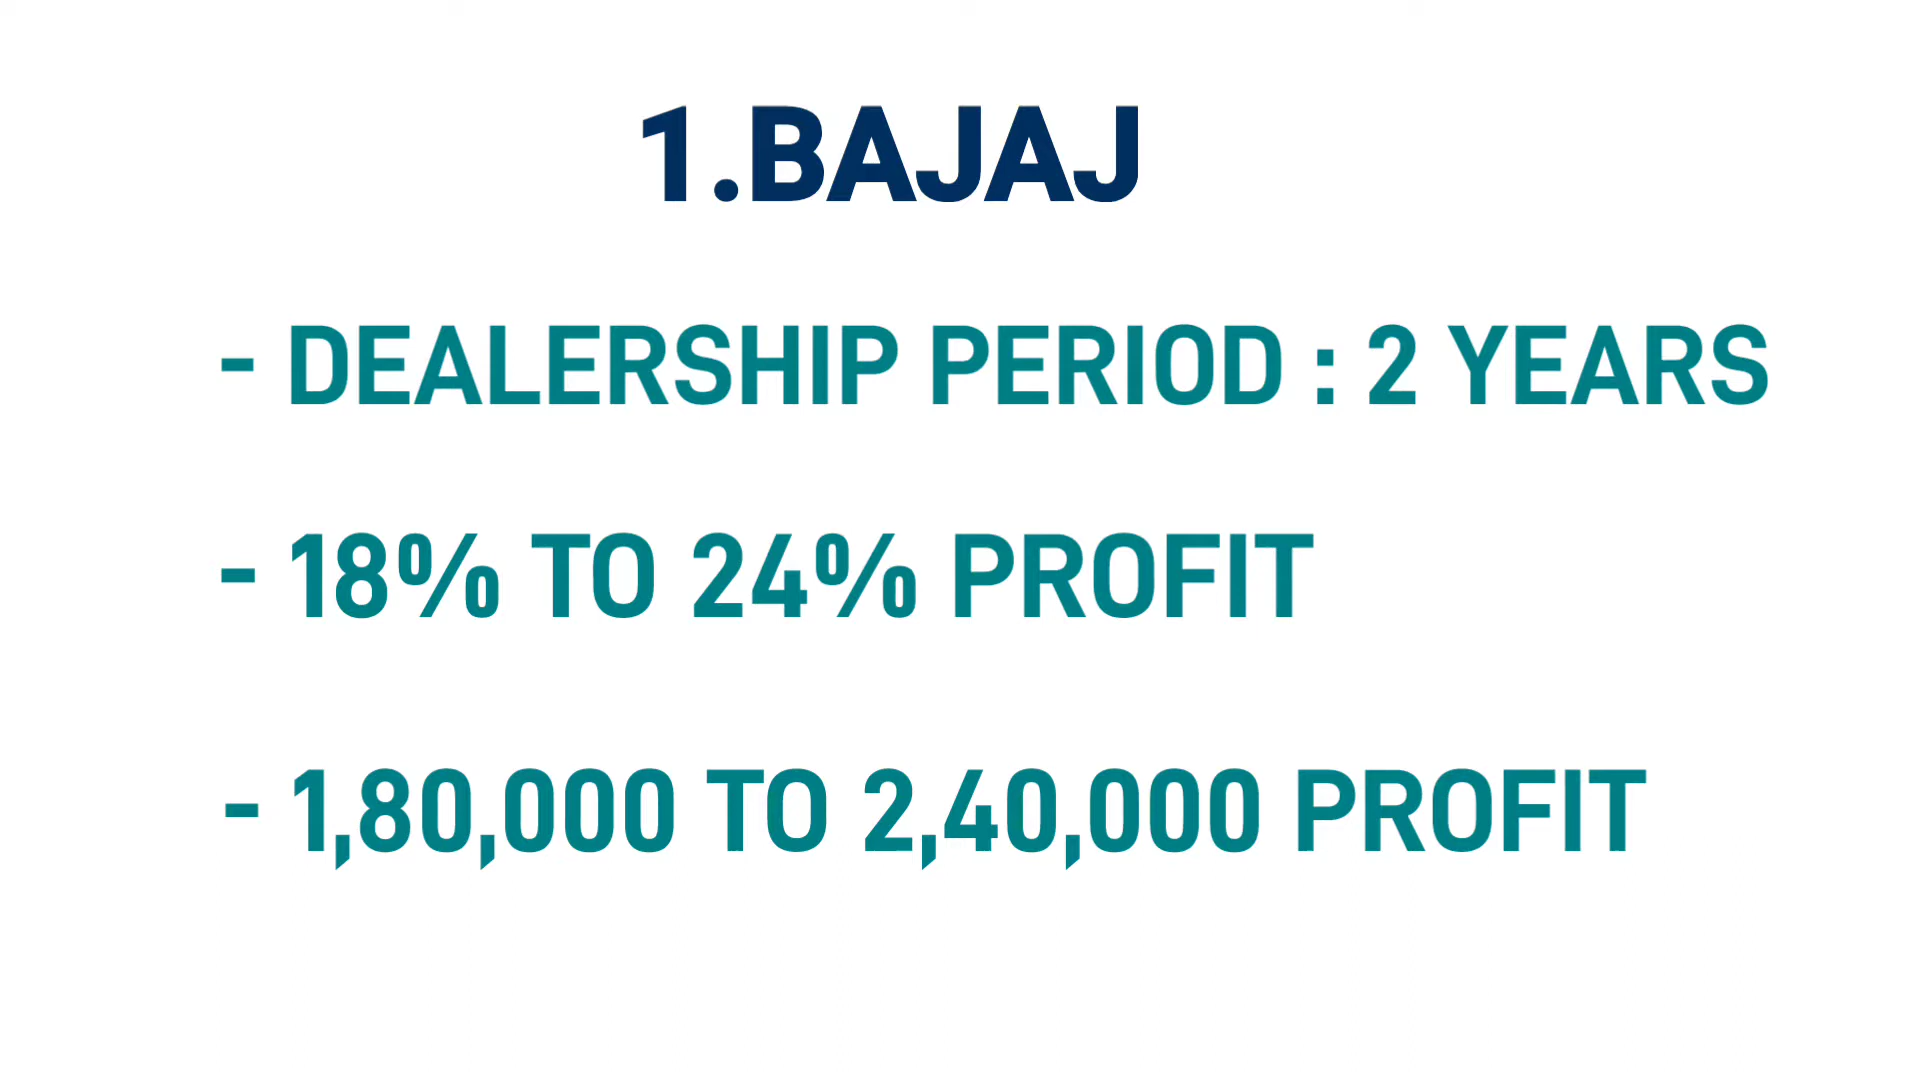 1.BAJAJ
- DEALERSHIP PERIOD : 2 YEARS
- 18% TO 24% PROFIT
- 1,80,000 TO 2,40,000 PROFIT